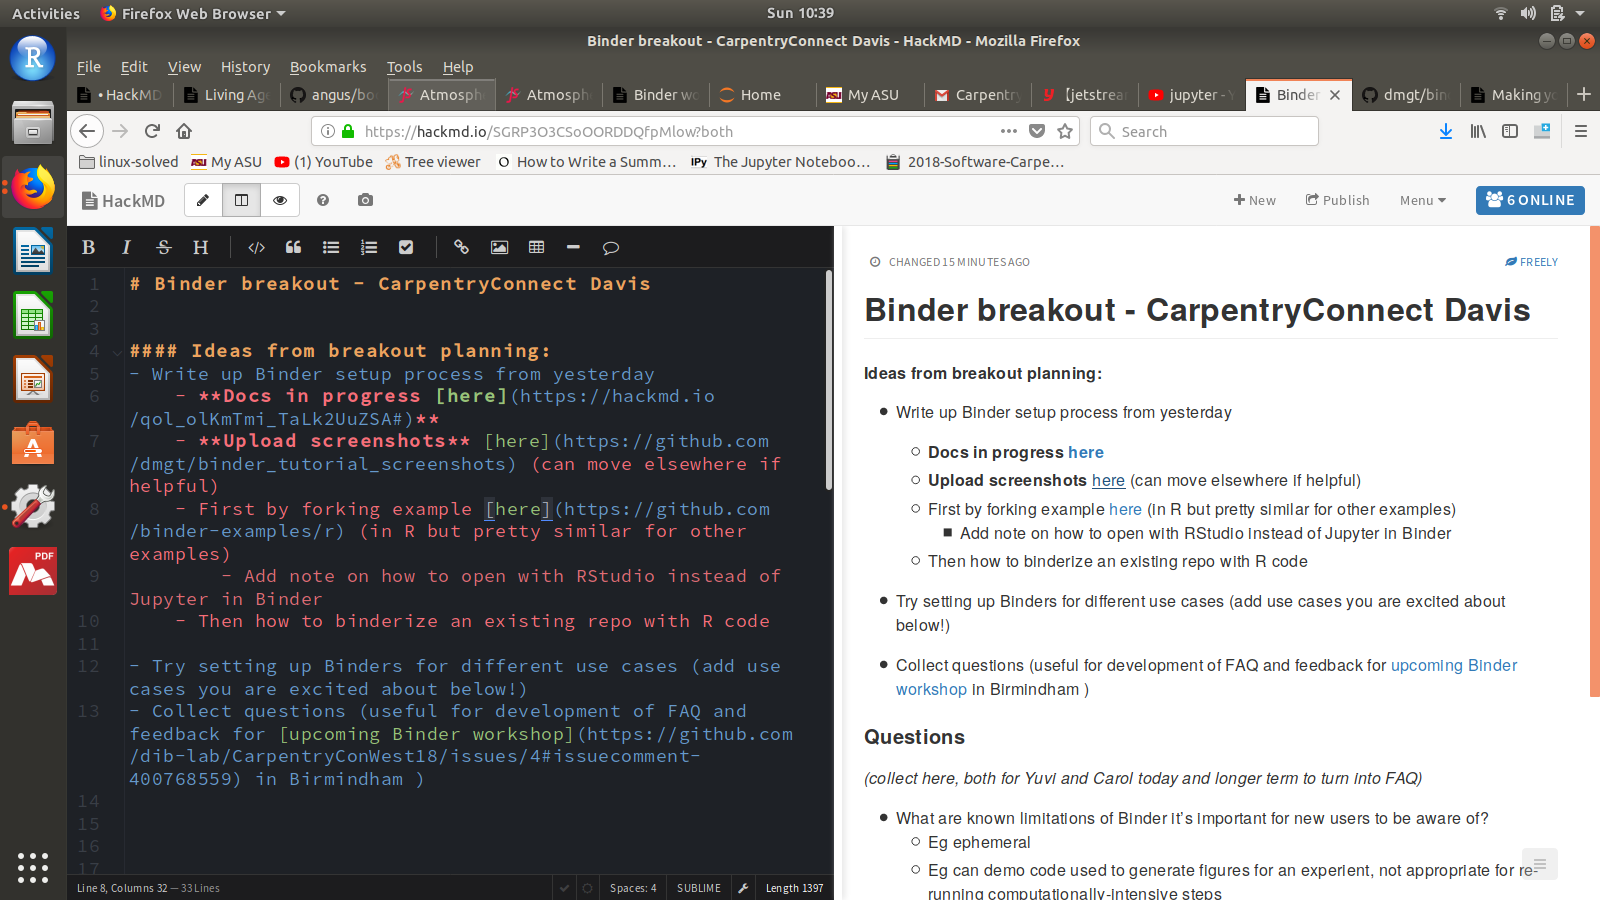 Activities Firefox Web Browser Sun 10:39
Binder breakout - CarpentryConnect Davis - HackMD - Mozilla Firefox
File Edit View History Bookmarks Tools Help
• HackMD Living Age angus/bo Atmosph Atmosph Binder wo Home My ASU Carpentry [jetstrea jupyter - Y Binder dmgt/bin Making yo
https://hackmd.io/SGRP3O3CSoOORDDQfpMlow?both Search
linux-solved My ASU (1) YouTube Tree viewer How to Write a Summ… IPy The Jupyter Noteboo… 2018-Software-Carpe…
HackMD New Publish Menu 6 ONLINE
B I S H
1 # Binder breakout - CarpentryConnect Davis
2
3
4 #### Ideas from breakout planning:
5 - Write up Binder setup process from yesterday
6 - **Docs in progress [here](https://hackmd.io
/qol_olKmTmi_TaLk2UuZSA#)**
7 - **Upload screenshots** [here](https://github.com
/dmgt/binder_tutorial_screenshots) (can move elsewhere if
helpful)
8 - First by forking example [here](https://github.com
/binder-examples/r) (in R but pretty similar for other
examples)
9 - Add note on how to open with RStudio instead of
Jupyter in Binder
10 - Then how to binderize an existing repo with R code
11
12 - Try setting up Binders for different use cases (add use
cases you are excited about below!)
13 - Collect questions (useful for development of FAQ and
feedback for [upcoming Binder workshop](https://github.com
/dib-lab/CarpentryConWest18/issues/4#issuecomment-
400768559) in Birmindham )
14
15
16
17
Line 8, Columns 32 — 33 Lines Spaces: 4 SUBLIME Length 1397
CHANGED 15 MINUTES AGO FREELY
Binder breakout - CarpentryConnect Davis
Ideas from breakout planning:
Write up Binder setup process from yesterday
Docs in progress here
Upload screenshots here (can move elsewhere if helpful)
First by forking example here (in R but pretty similar for other examples)
Add note on how to open with RStudio instead of Jupyter in Binder
Then how to binderize an existing repo with R code
Try setting up Binders for different use cases (add use cases you are excited about
below!)
Collect questions (useful for development of FAQ and feedback for upcoming Binder
workshop in Birmindham )
Questions
(collect here, both for Yuvi and Carol today and longer term to turn into FAQ)
What are known limitations of Binder it's important for new users to be aware of?
Eg ephemeral
Eg can demo code used to generate figures for an experient, not appropriate for re-
running computationally-intensive steps
R
PDF